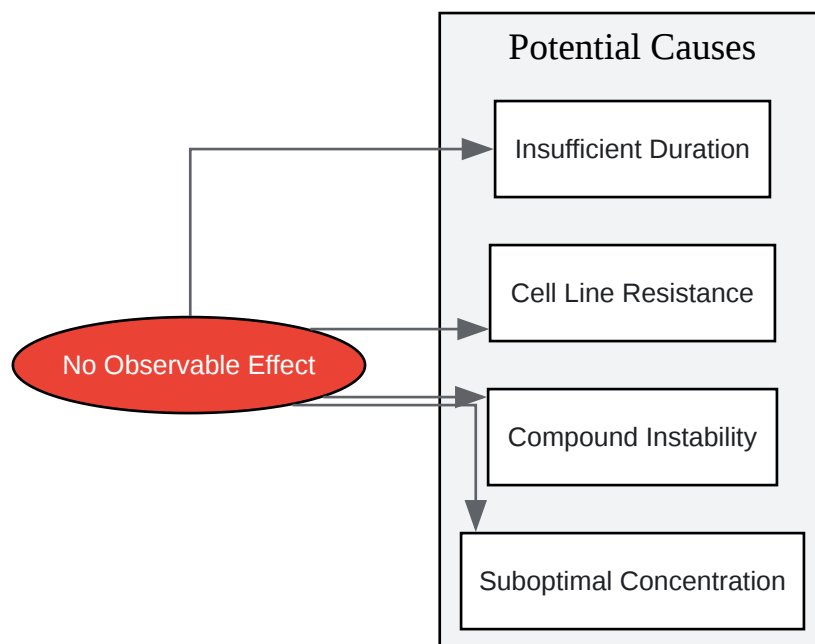 Potential Causes
Insufficient Duration
Cell Line Resistance
No Observable Effect
Compound Instability
Suboptimal Concentration